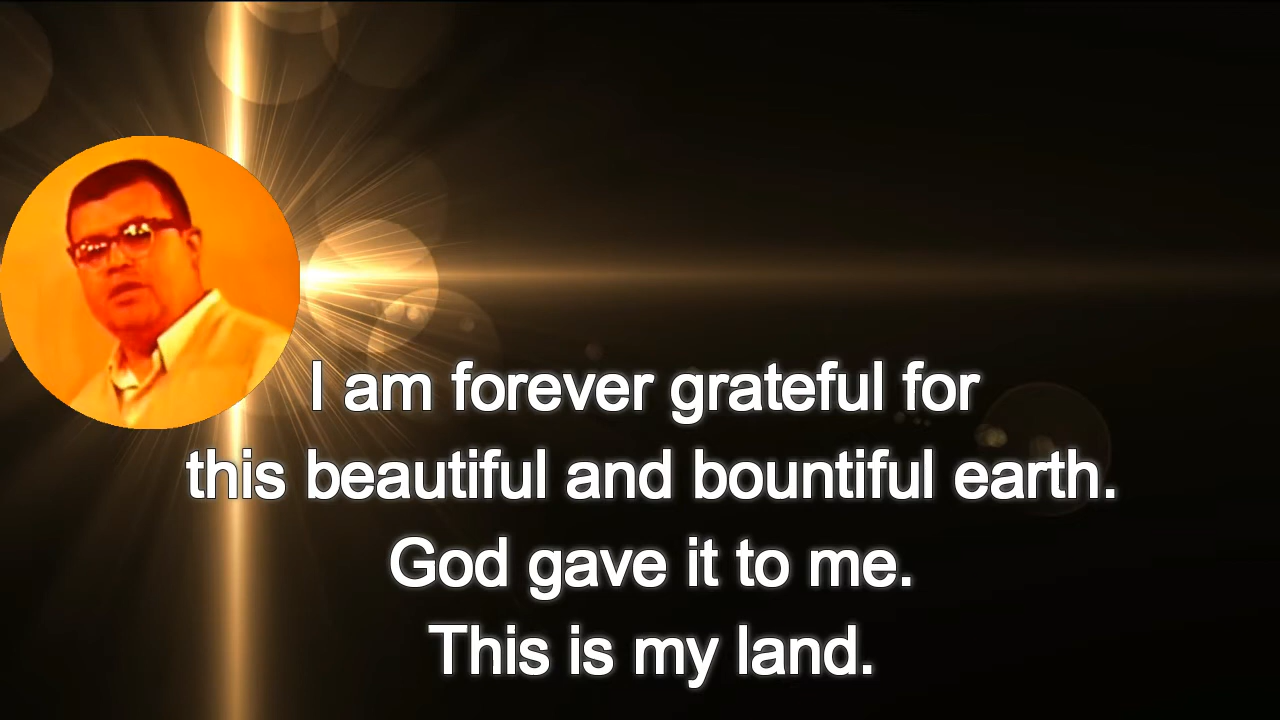 I am forever grateful for
this beautiful and bountiful earth.
God gave it to me.
This is my land.